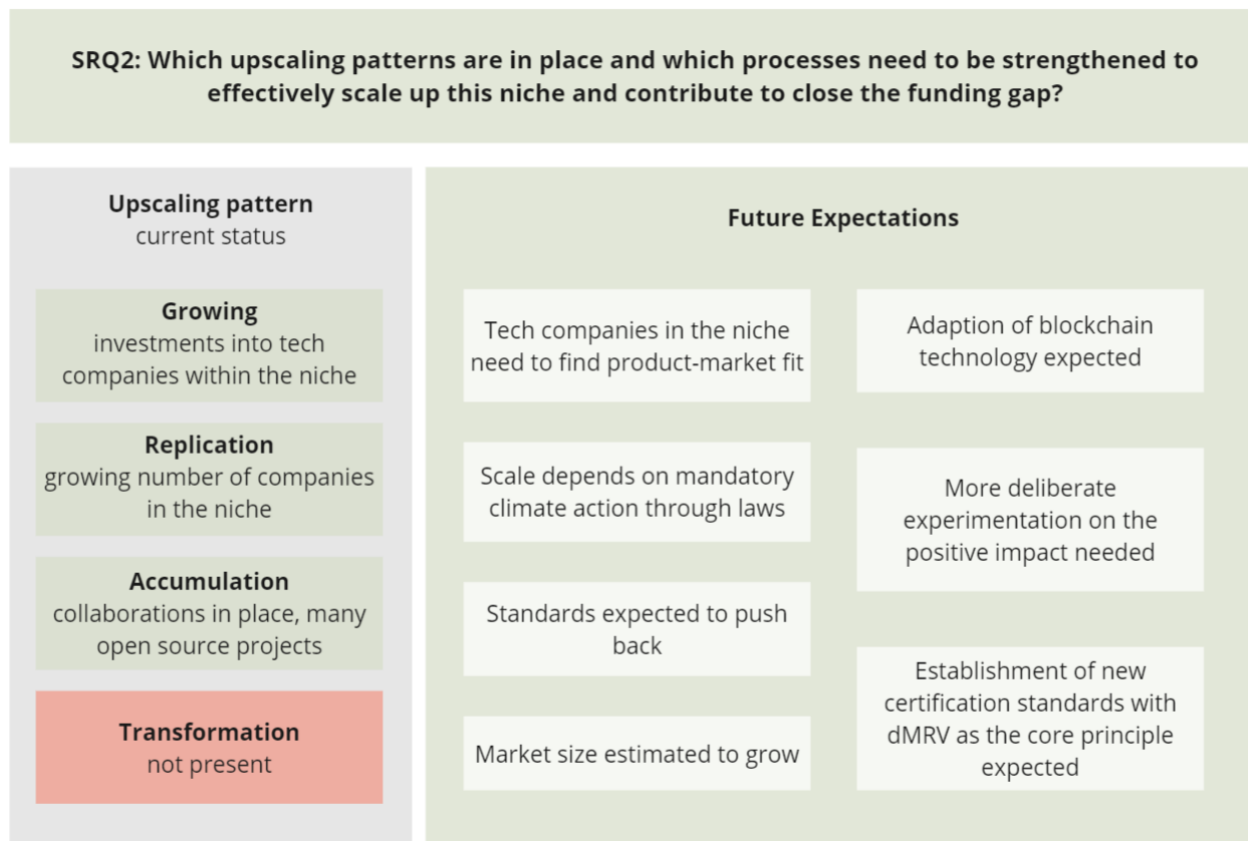 SRQ2: Which upscaling patterns are in place and which processes need to be strengthened to
effectively scale up this niche and contribute to close the funding gap?
Upscaling pattern
current status
Growing
investments into tech
companies within the niche
Replication
growing number of companies
in the niche
Accumulation
collaborations in place, many
open source projects
Transformation
not present
Future Expectations
Tech companies in the niche
need to find product-market fit
Scale depends on mandatory
climate action through laws
Standards expected to push
back
Market size estimated to grow
Adaption of blockchain
technology expected
More deliberate
experimentation on the
positive impact needed
Establishment of new
certification standards with
dMRV as the core principle
expected